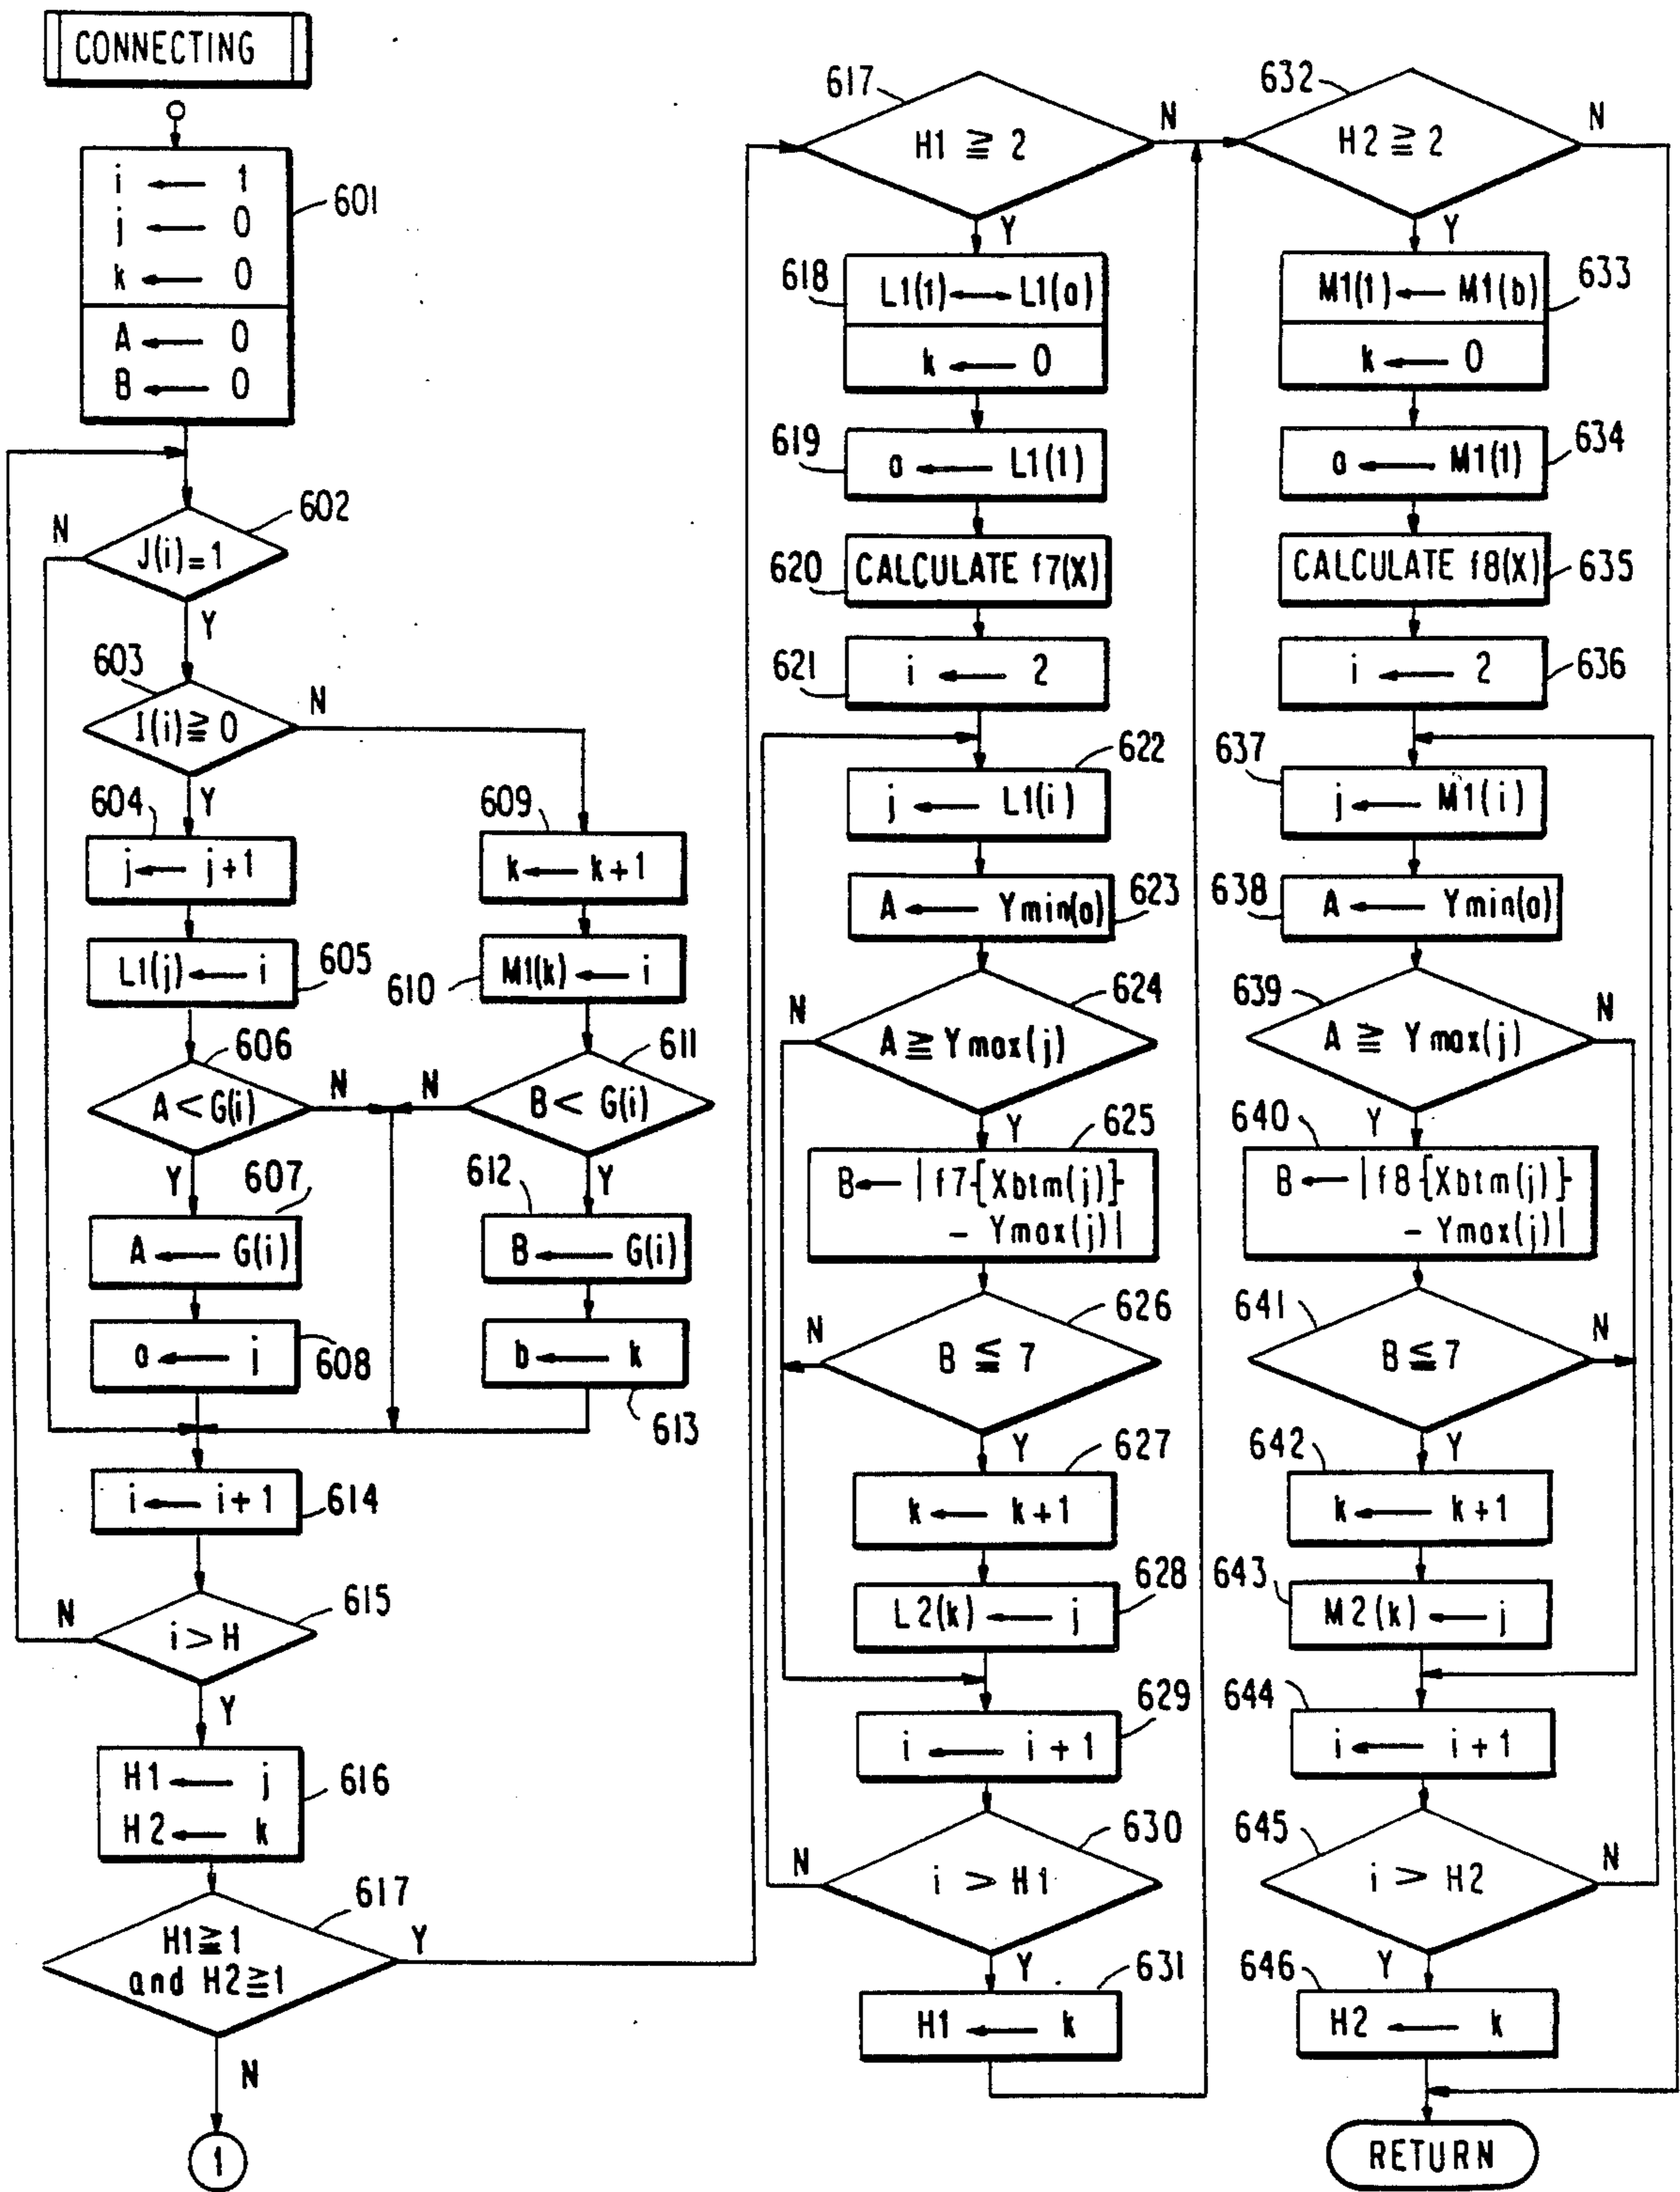 CONNECTING
i ← 1
j ← 0
k ← 0
A ← 0
B ← 0
601
602
J(i)=1
N
Y
603
I(i)≧0
N
Y
604
j ← j+1
L1(j) ← i
605
606
A<G(i)
N
Y
607
A ← G(i)
a ← j
608
609
k ← k+1
610
M1(k) ← i
611
B< G(i)
N
Y
612
B ← G(i)
b ← k
613
i ← i+1
614
615
i>H
N
Y
H1 ← j
H2 ← k
616
617
H1≧1
and H2≧1
Y
N
1
617
H1 ≧ 2
N
Y
618
L1(1) ↔ L1(a)
k ← 0
619
a ← L1(1)
620
CALCULATE f7(X)
621
i ← 2
622
j ← L1(i)
A ← Ymin(a)
623
624
A≧Ymax(j)
N
Y
625
B ← |f7{Xbtm(j)}
– Ymax(j)|
626
B ≦ 7
N
Y
627
k ← k+1
628
L2(k) ← j
629
i ← i+1
630
i > H1
N
Y
631
H1 ← k
632
H2≧2
N
Y
M1(1) ← M1(b)
633
k ← 0
a ← M1(1)
634
CALCULATE f8(X)
635
i ← 2
636
637
j ← M1(i)
638
A ← Ymin(a)
639
A ≧ Ymax(j)
N
Y
640
B ← |f8{Xbtm(j)}
– Ymax(j)|
641
B≦7
N
Y
642
k ← k+1
643
M2(k) ← j
644
i ← i+1
645
i > H2
N
Y
646
H2 ← k
RETURN